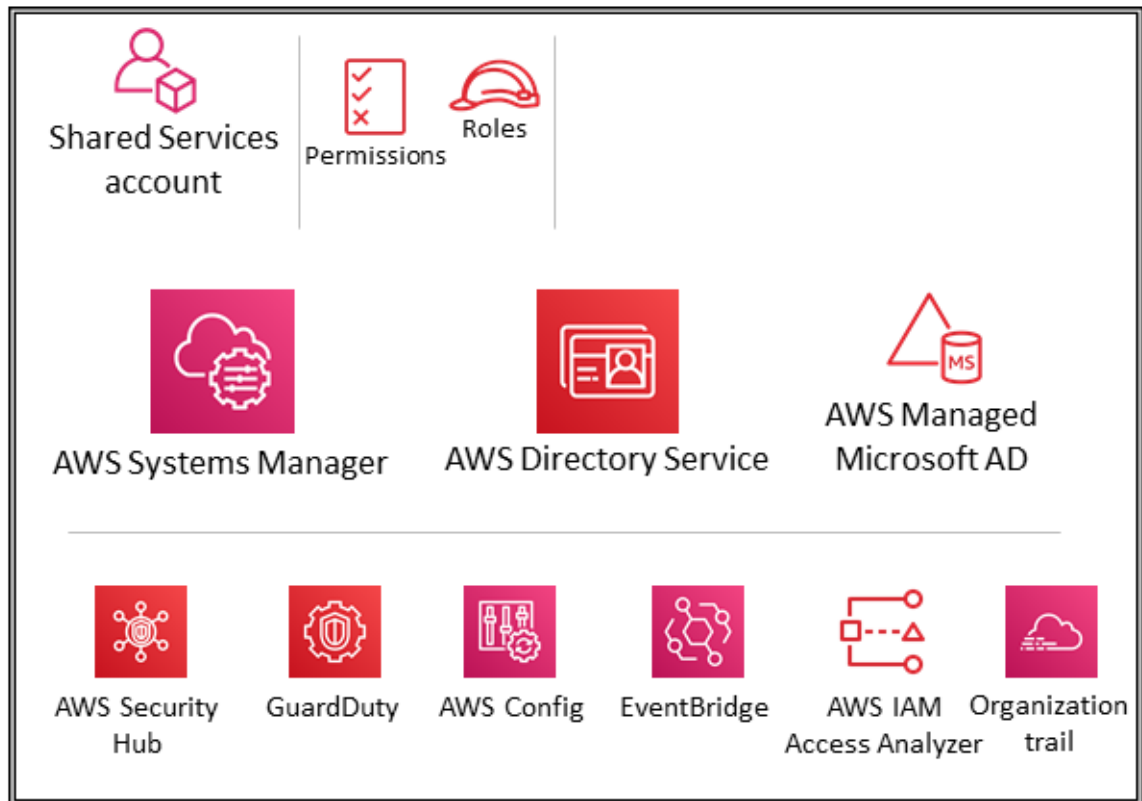 Shared Services
account
Permissions
Roles
AWS Systems Manager
AWS Directory Service
MS
AWS Managed
Microsoft AD
AWS Security
Hub
GuardDuty
AWS Config
EventBridge
AWS IAM
Access Analyzer
Organization
trail